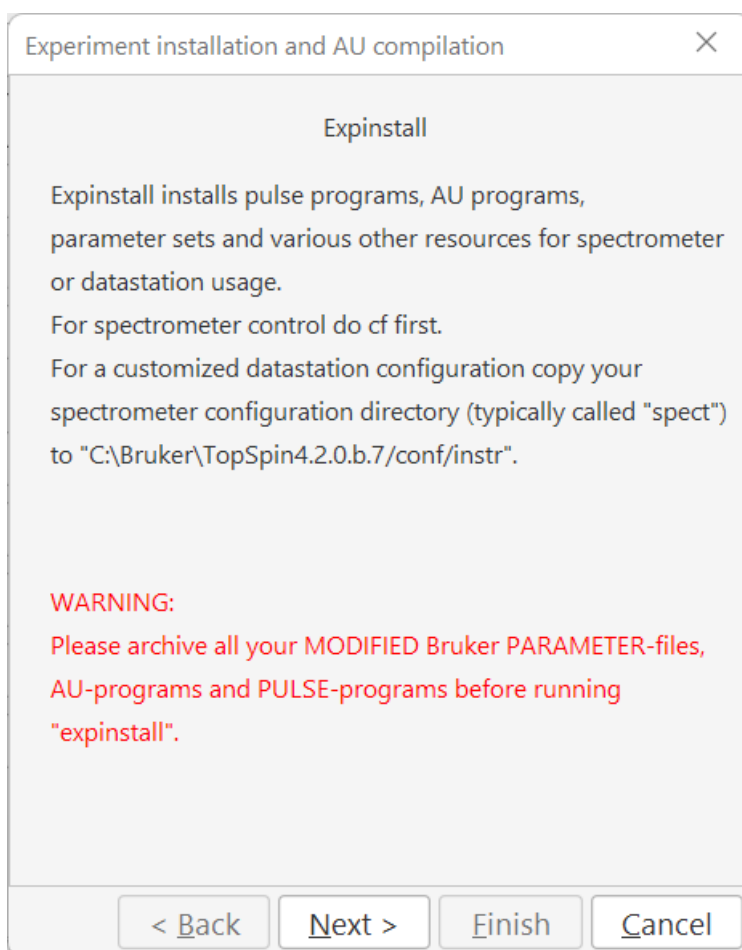 Experiment installation and AU compilation
Expinstall
Expinstall installs pulse programs, AU programs,
parameter sets and various other resources for spectrometer
or datastation usage.
For spectrometer control do cf first.
For a customized datastation configuration copy your
spectrometer configuration directory (typically called "spect")
to "C:\Bruker\TopSpin4.2.0.b.7/conf/instr".
WARNING:
Please archive all your MODIFIED Bruker PARAMETER-files,
AU-programs and PULSE-programs before running
"expinstall".
< Back Next > Finish Cancel